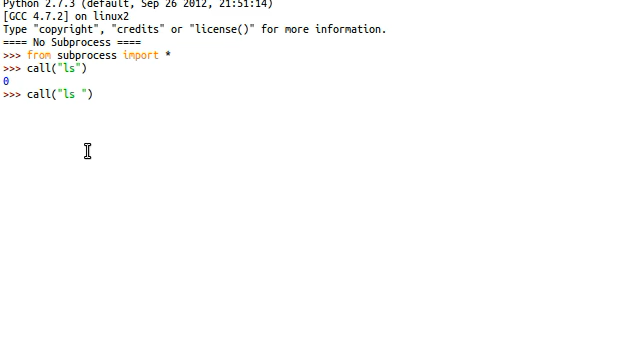 Python 2.7.3 (default, Sep 26 2012, 21:51:14)
[GCC 4.7.2] on linux2
Type "copyright", "credits" or "license()" for more information.
==== No Subprocess ====
>>> from subprocess import *
>>> call("ls")
0
>>> call("ls ")